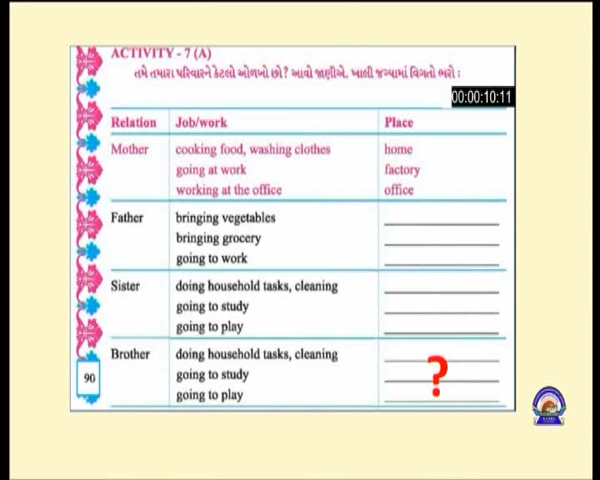 ACTIVITY - 7 (A)
તમે તમારા પરિવારને કેટલો ઓળખો છો? આવો જાણીએ. ખાલી જગ્યામાં વિગતો ભરો :
00:00:10:11
Relation Job/work Place
Mother cooking food, washing clothes home
going at work factory
working at the office office
Father bringing vegetables
bringing grocery
going to work
Sister doing household tasks, cleaning
going to study
going to play
Brother doing household tasks, cleaning
going to study
going to play
?
90